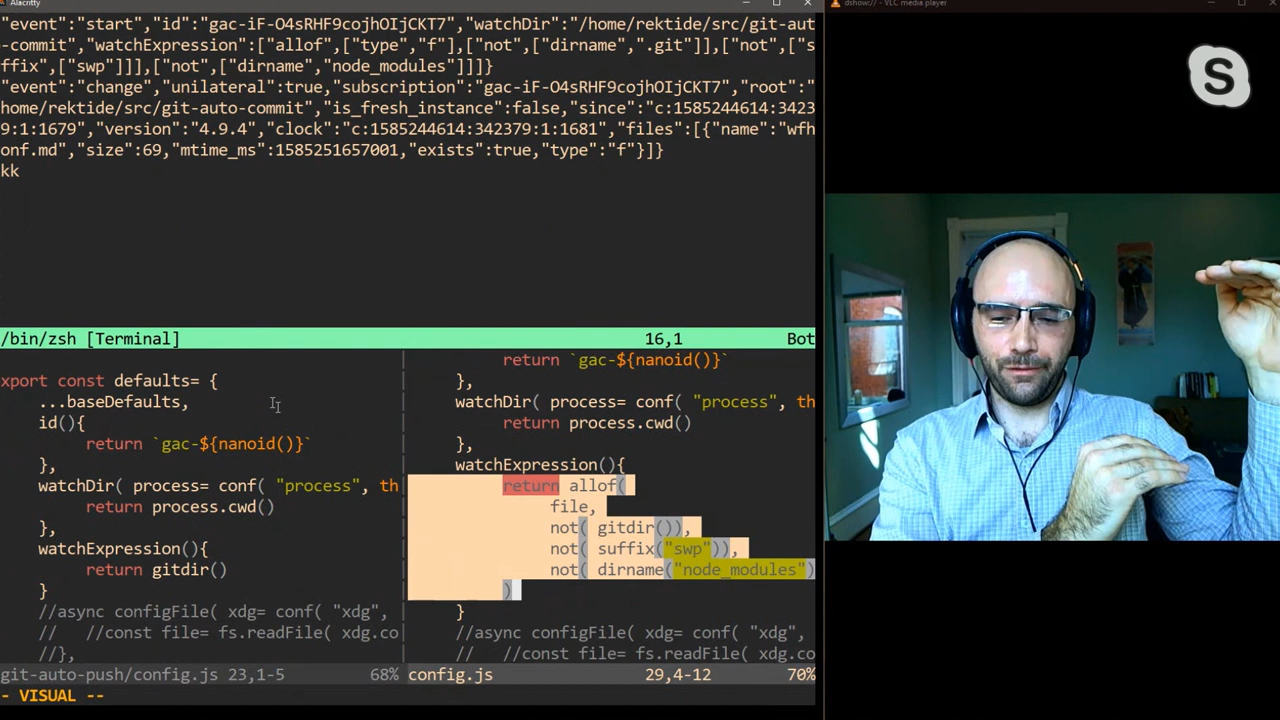 Alacritty
"event":"start","id":"gac-iF-O4sRHF9cojhOIjCKT7","watchDir":"/home/rektide/src/git-aut
-commit","watchExpression":["allof",["type","f"],["not",["dirname",".git"]],["not",["s
ffix",["swp"]]],["not",["dirname","node_modules"]]]}
"event":"change","unilateral":true,"subscription":"gac-iF-O4sRHF9cojhOIjCKT7","root":"
home/rektide/src/git-auto-commit","is_fresh_instance":false,"since":"c:1585244614:3423
9:1:1679","version":"4.9.4","clock":"c:1585244614:342379:1:1681","files":[{"name":"wfh
onf.md","size":69,"mtime_ms":1585251657001,"exists":true,"type":"f"}]}
kk
/bin/zsh [Terminal] 16,1 Bot
xport const defaults= {
...baseDefaults,
id(){
return `gac-${nanoid()}`
},
watchDir( process= conf( "process", th
return process.cwd()
},
watchExpression(){
return gitdir()
}
//async configFile( xdg= conf( "xdg",
// //const file= fs.readFile( xdg.co
//},
git-auto-push/config.js 23,1-5 68%
return `gac-${nanoid()}`
},
watchDir( process= conf( "process", th
return process.cwd()
},
watchExpression(){
return allof(
file,
not( gitdir()),
not( suffix("swp")),
not( dirname("node_modules")
)
}
//async configFile( xdg= conf( "xdg",
// //const file= fs.readFile( xdg.co
//},
config.js 29,4-12 70%
- VISUAL --
dshow:// - VLC media player
S